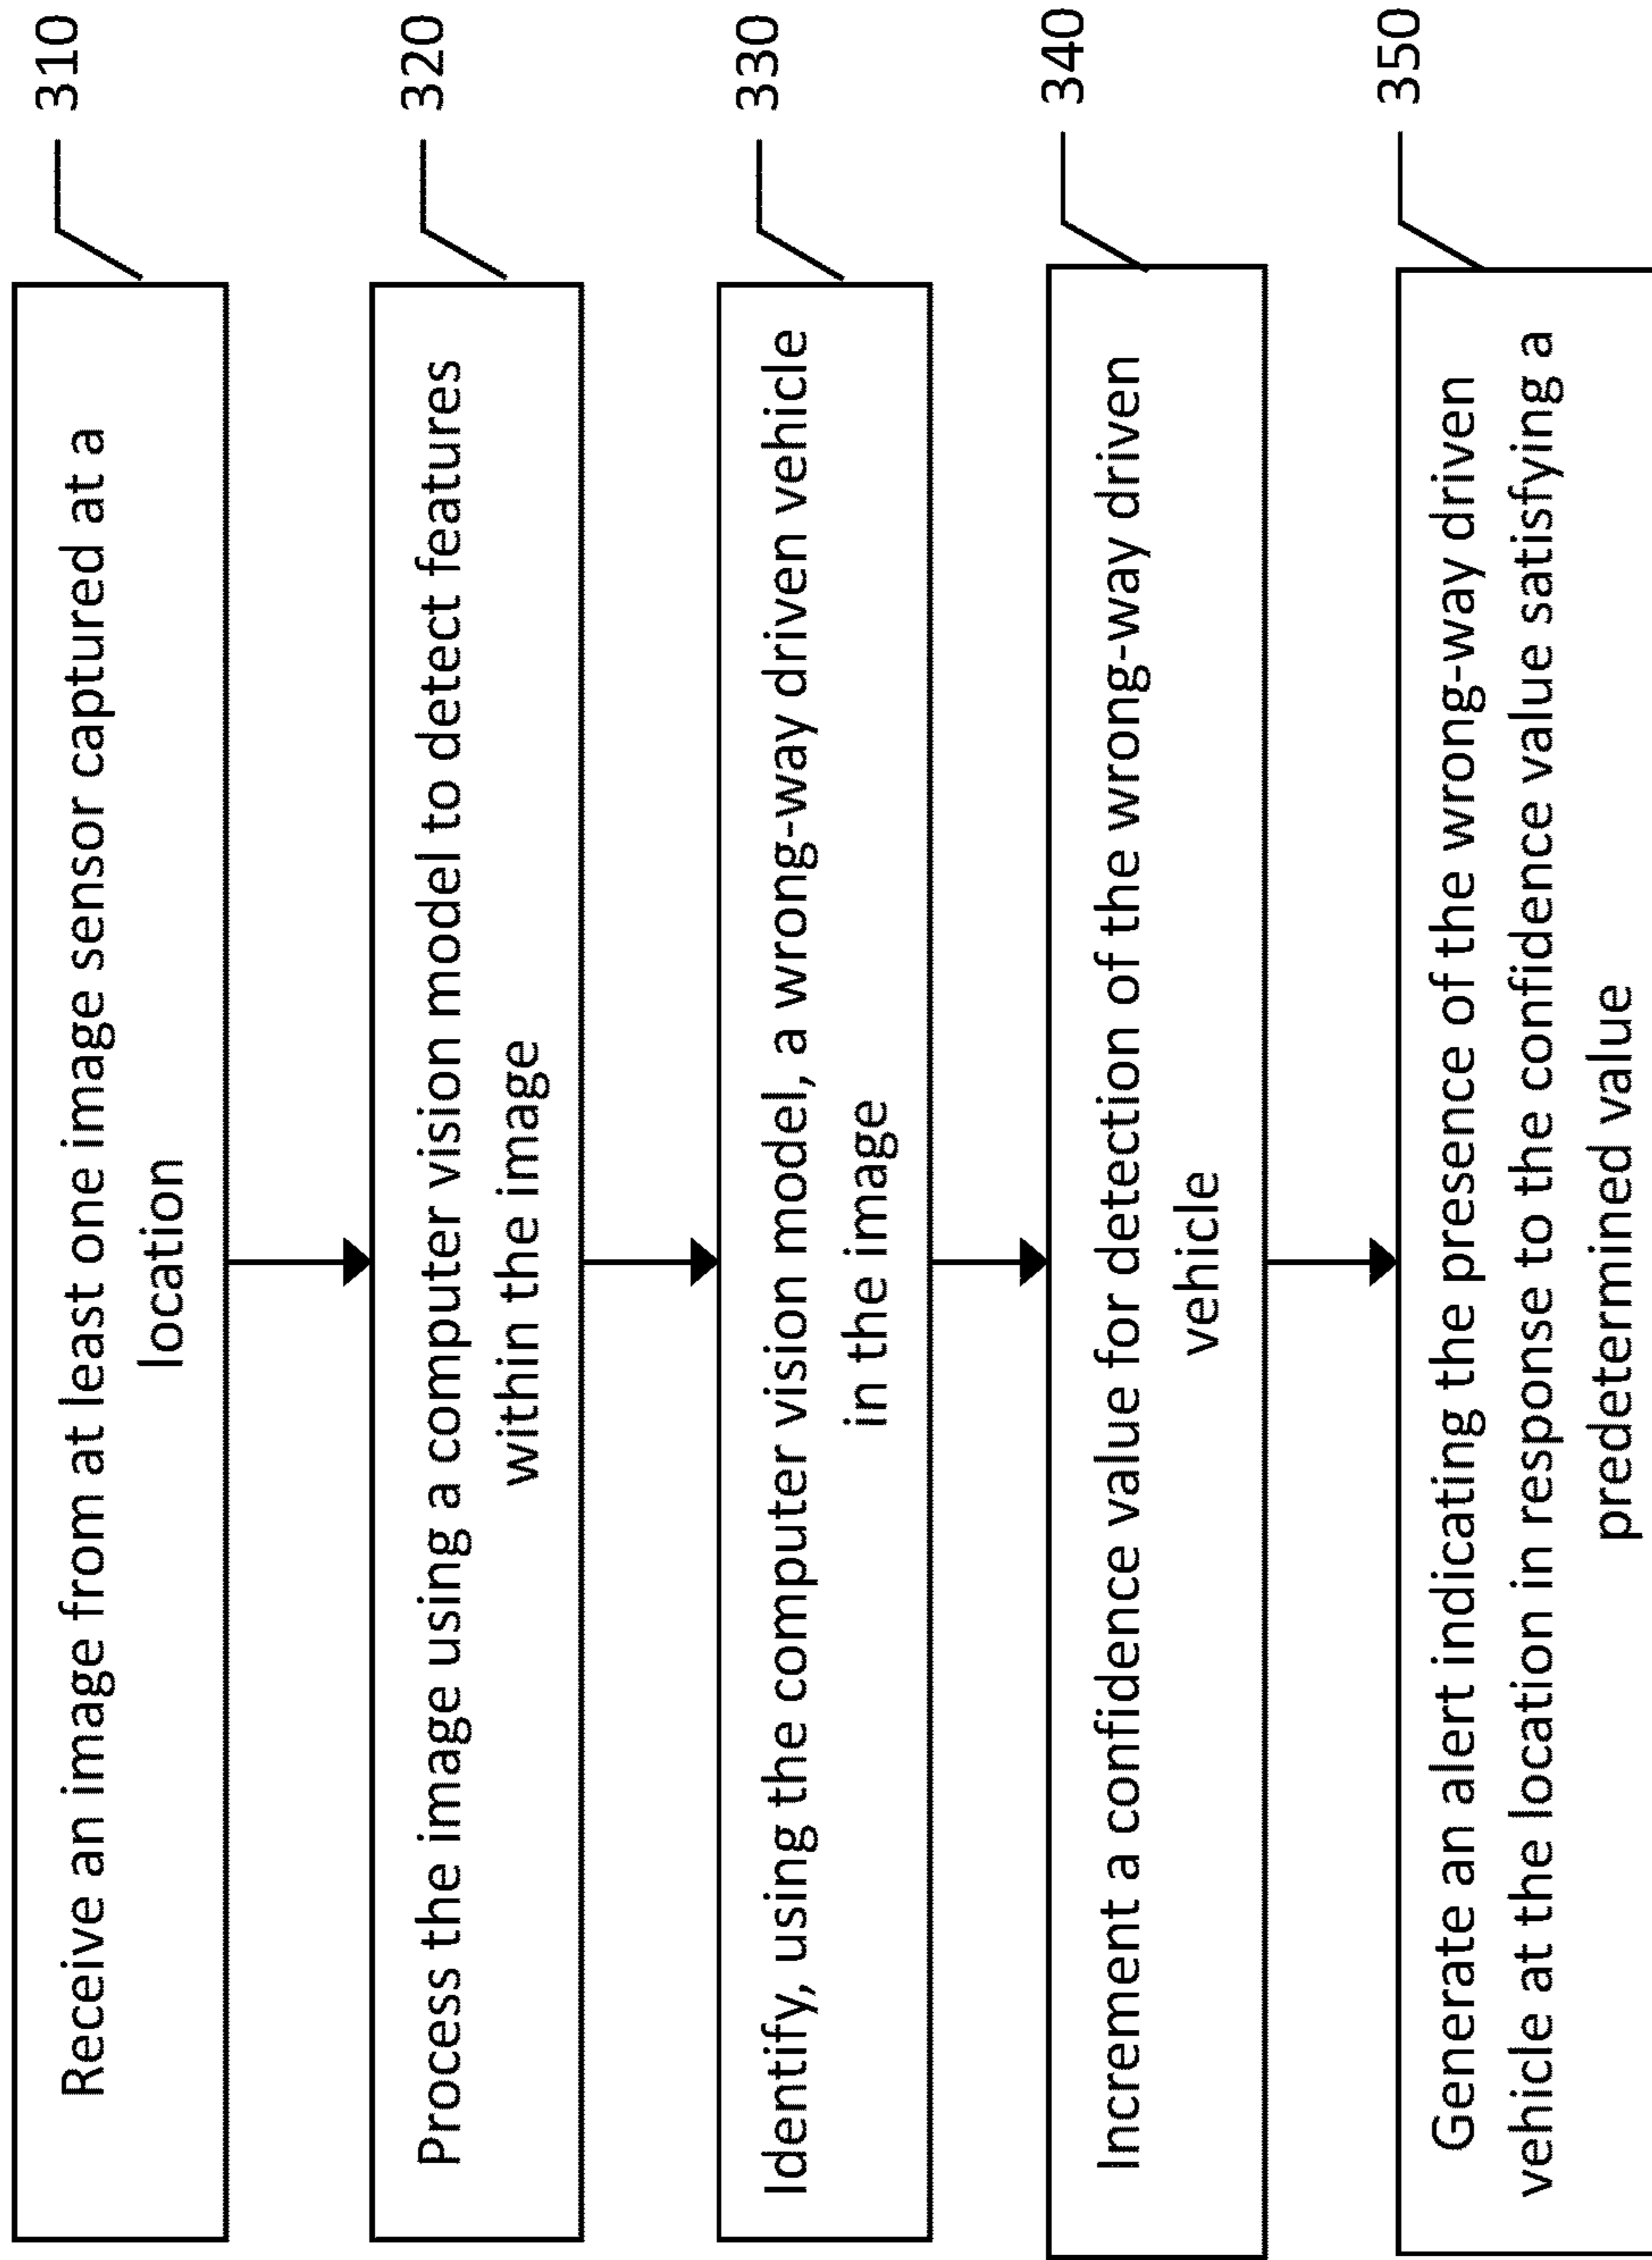 Receive an image from at least one image sensor captured at a
location
310
Process the image using a computer vision model to detect features
within the image
320
Identify, using the computer vision model, a wrong-way driven vehicle
in the image
330
Increment a confidence value for detection of the wrong-way driven
vehicle
340
Generate an alert indicating the presence of the wrong-way driven
vehicle at the location in response to the confidence value satisfying a
predetermined value
350